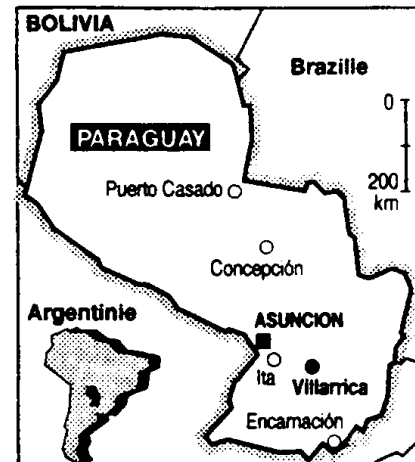 BOLIVIA
Brazilie
0
PARAGUAY
Puerto Casado
200
km
Concepción
Argentinie
ASUNCION
Ita
Villarrica
Encarnación